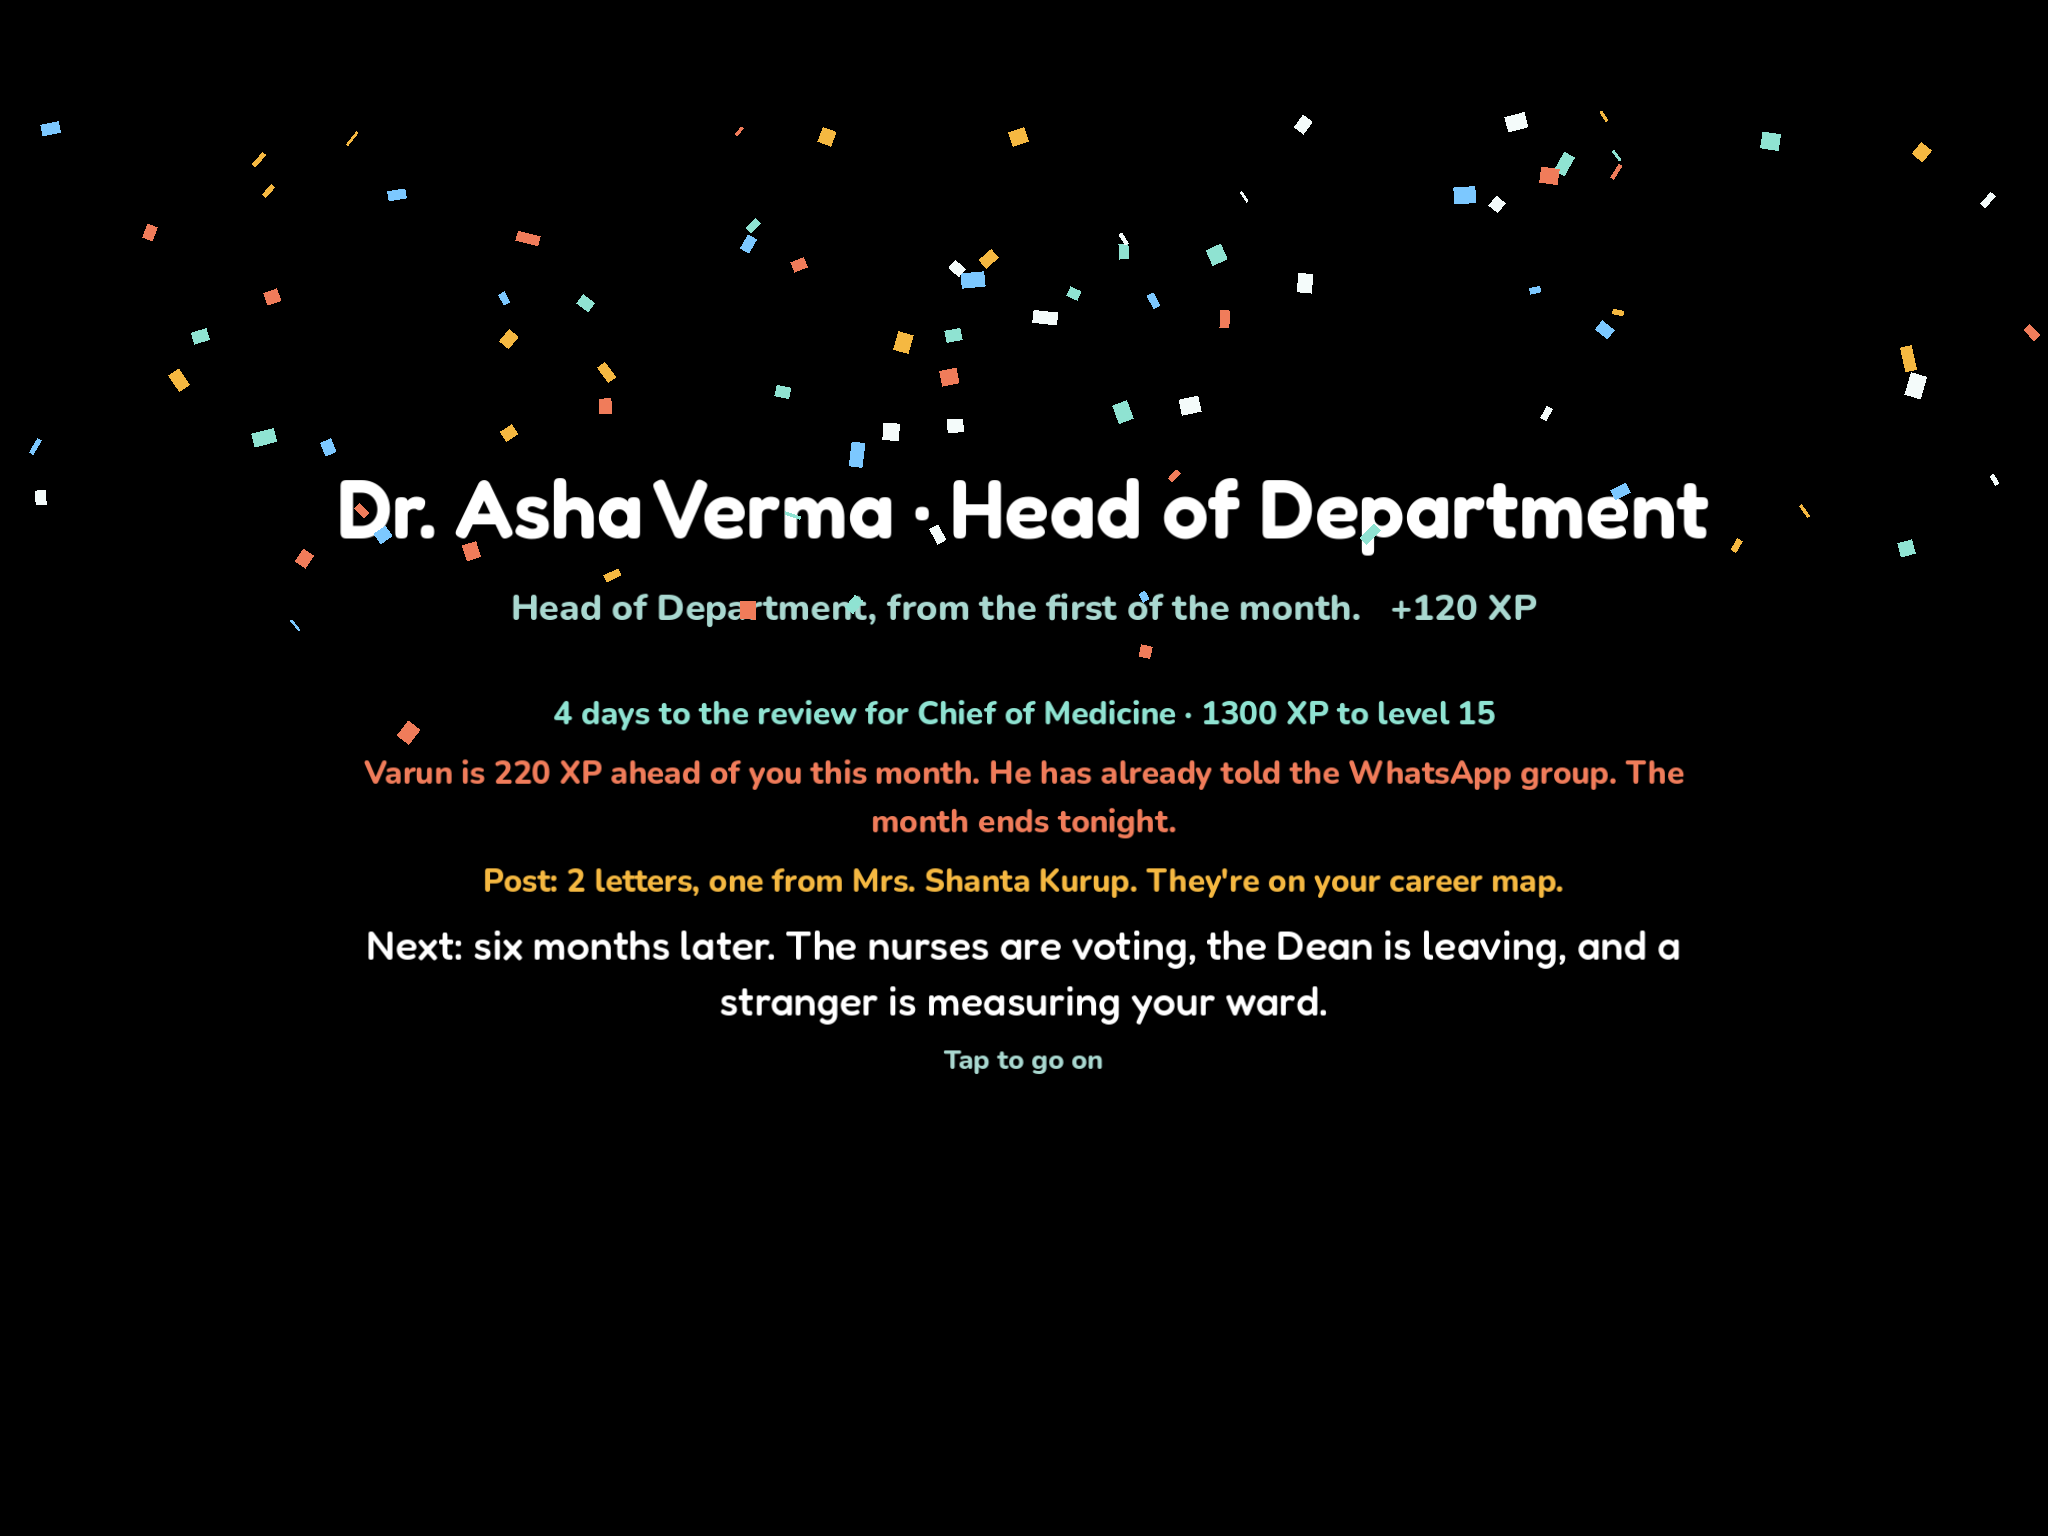 Dr. Asha Verma · Head of Department
Head of Department, from the first of the month. +120 XP
4 days to the review for Chief of Medicine · 1300 XP to level 15
Varun is 220 XP ahead of you this month. He has already told the WhatsApp group. The
month ends tonight.
Post: 2 letters, one from Mrs. Shanta Kurup. They're on your career map.
Next: six months later. The nurses are voting, the Dean is leaving, and a
stranger is measuring your ward.
Tap to go on